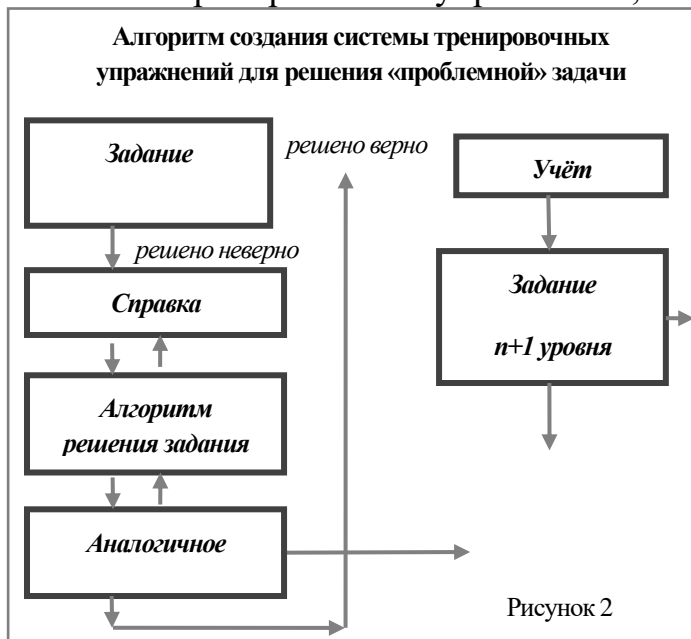 Алгоритм создания системы тренировочных
упражнений для решения «проблемной» задачи
Задание
решено верно
Учёт
решено неверно
Справка
Задание
n+1 уровня
Алгоритм
решения задания
Аналогичное
Рисунок 2